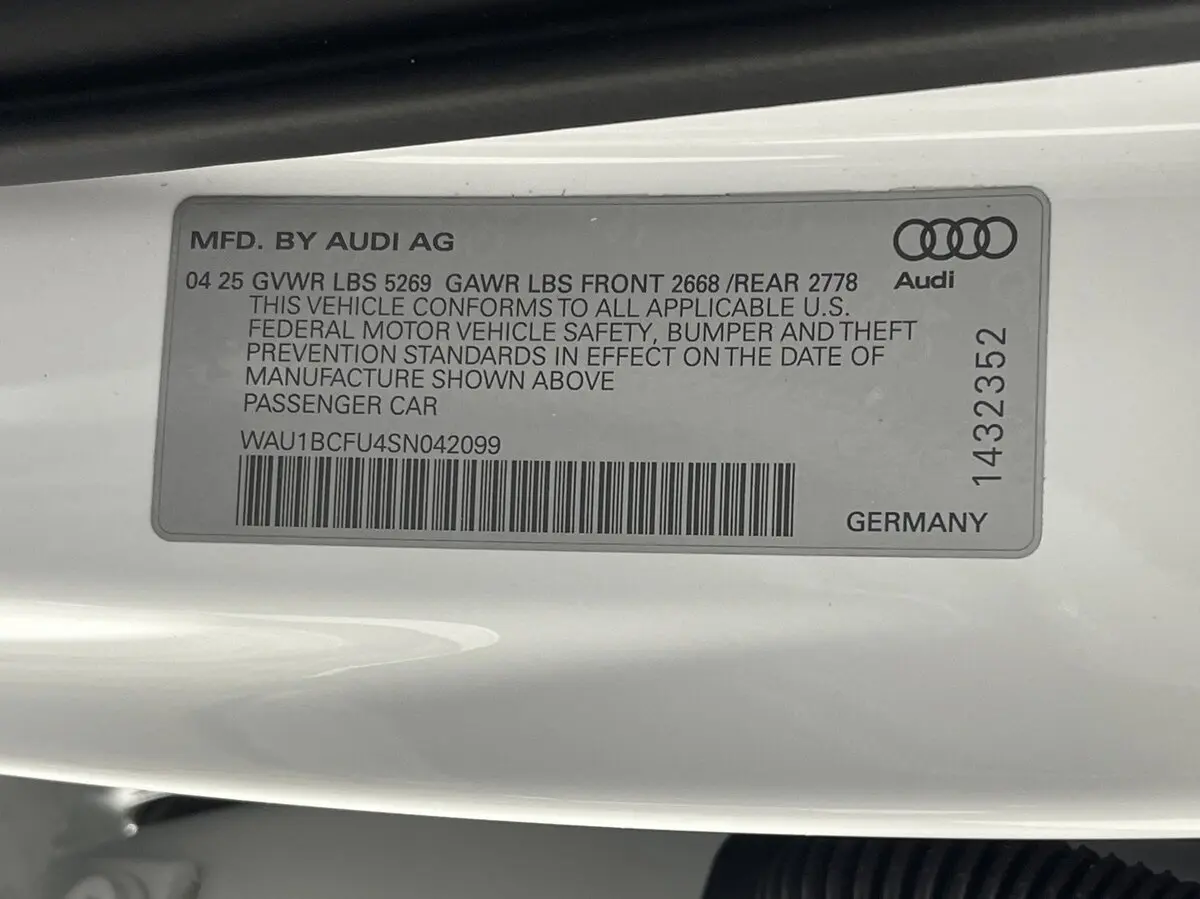 MFD. BY AUDI AG
Audi
04 25 GVWR LBS 5269 GAWR LBS FRONT 2668 /REAR 2778
THIS VEHICLE CONFORMS TO ALL APPLICABLE U.S.
FEDERAL MOTOR VEHICLE SAFETY, BUMPER AND THEFT
PREVENTION STANDARDS IN EFFECT ON THE DATE OF
MANUFACTURE SHOWN ABOVE
PASSENGER CAR
WAU1BCFU4SN042099
1432352
GERMANY